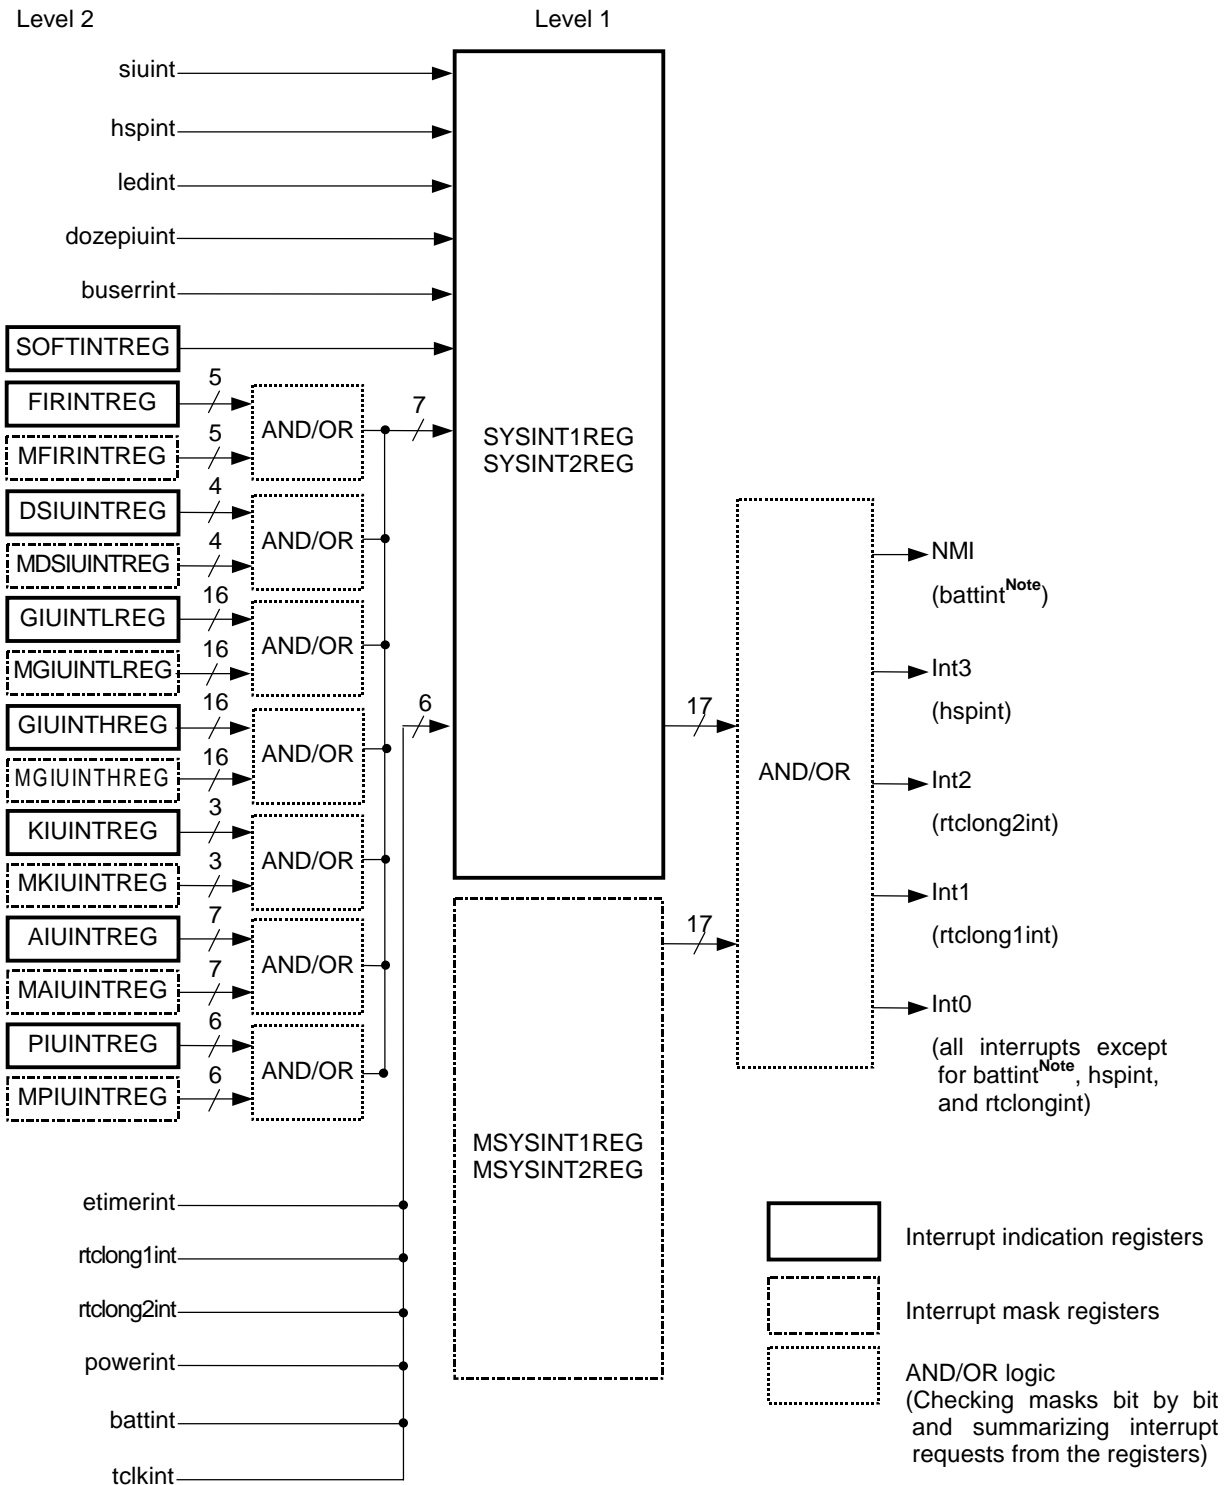 Level 2
Level 1
siuint
hspint
ledint
dozepiuint
buserrint
SOFTINTREG
FIRINTREG
5
MFIRINTREG
5
AND/OR
7
DSIUINTREG
4
MDSIUINTREG
4
AND/OR
GIUINTLREG
16
MGIUINTLREG
16
AND/OR
GIUINTHREG
16
MGIUINTHREG
16
AND/OR
KIUINTREG
3
MKIUINTREG
3
AND/OR
AIUINTREG
7
MAIUINTREG
7
AND/OR
PIUINTREG
6
MPIUINTREG
6
AND/OR
etimerint
rtclong1int
rtclong2int
powerint
battint
tclkint
6
SYSINT1REG
SYSINT2REG
17
MSYSINT1REG
MSYSINT2REG
17
AND/OR
NMI
(battintNote)
Int3
(hspint)
Int2
(rtclong2int)
Int1
(rtclong1int)
Int0
(all interrupts except
for battintNote, hspint,
and rtclongint)
Interrupt indication registers
Interrupt mask registers
AND/OR logic
(Checking masks bit by bit
and summarizing interrupt
requests from the registers)